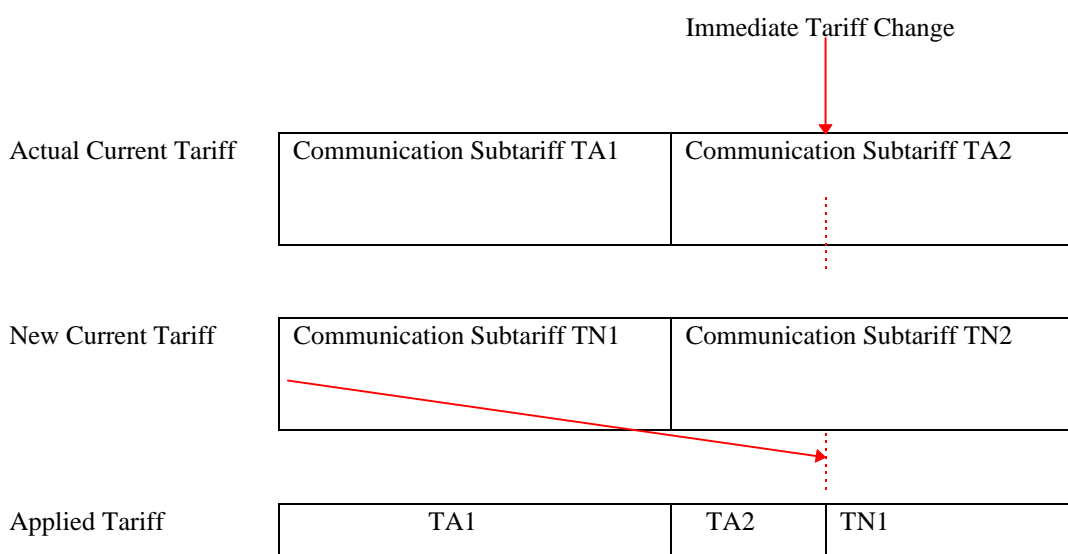 Immediate Tariff Change
Actual Current Tariff
Communication Subtariff TA1
Communication Subtariff TA2
New Current Tariff
Communication Subtariff TN1
Communication Subtariff TN2
Applied Tariff
TA1
TA2
TN1